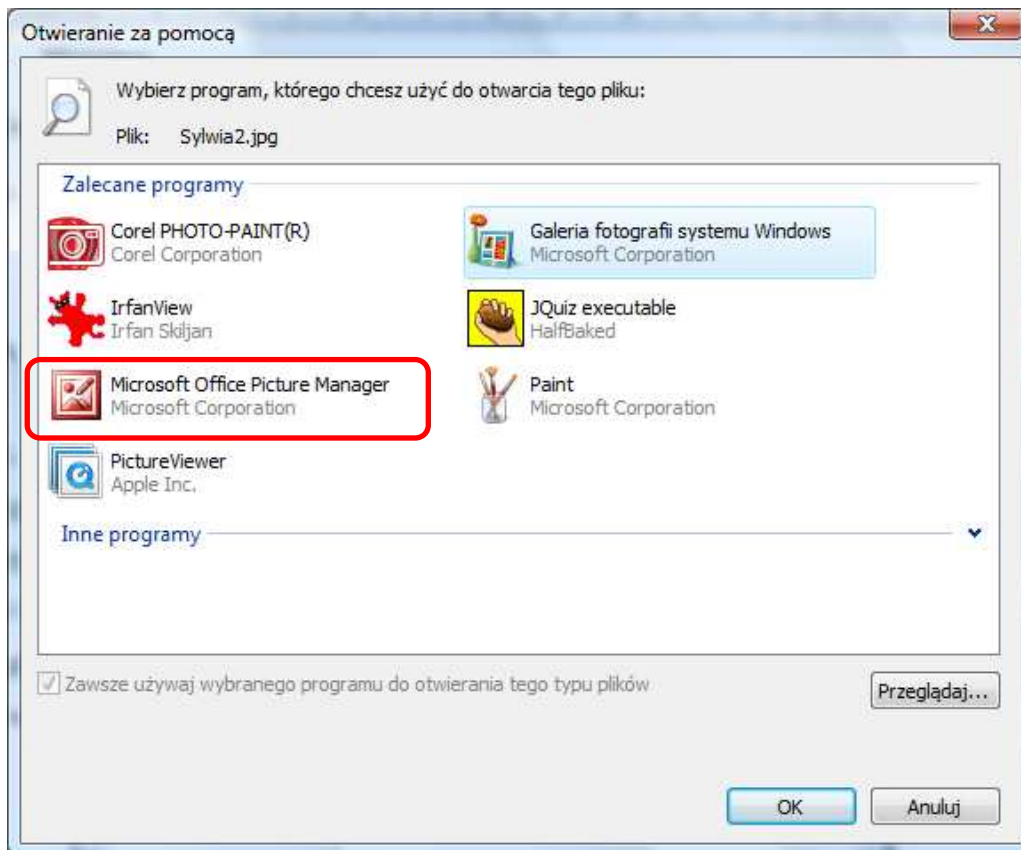 Otwieranie za pomocą
Wybierz program, którego chcesz użyć do otwarcia tego pliku:
Plik: Sylwia2.jpg
Zalecane programy
Corel PHOTO-PAINT(R)
Corel Corporation
Galeria fotografii systemu Windows
Microsoft Corporation
IrfanView
Irfan Skiljan
JQuiz executable
HalfBaked
Microsoft Office Picture Manager
Microsoft Corporation
Paint
Microsoft Corporation
PictureViewer
Apple Inc.
Inne programy
Zawsze używaj wybranego programu do otwierania tego typu plików
Przeglądaj...
OK
Anuluj